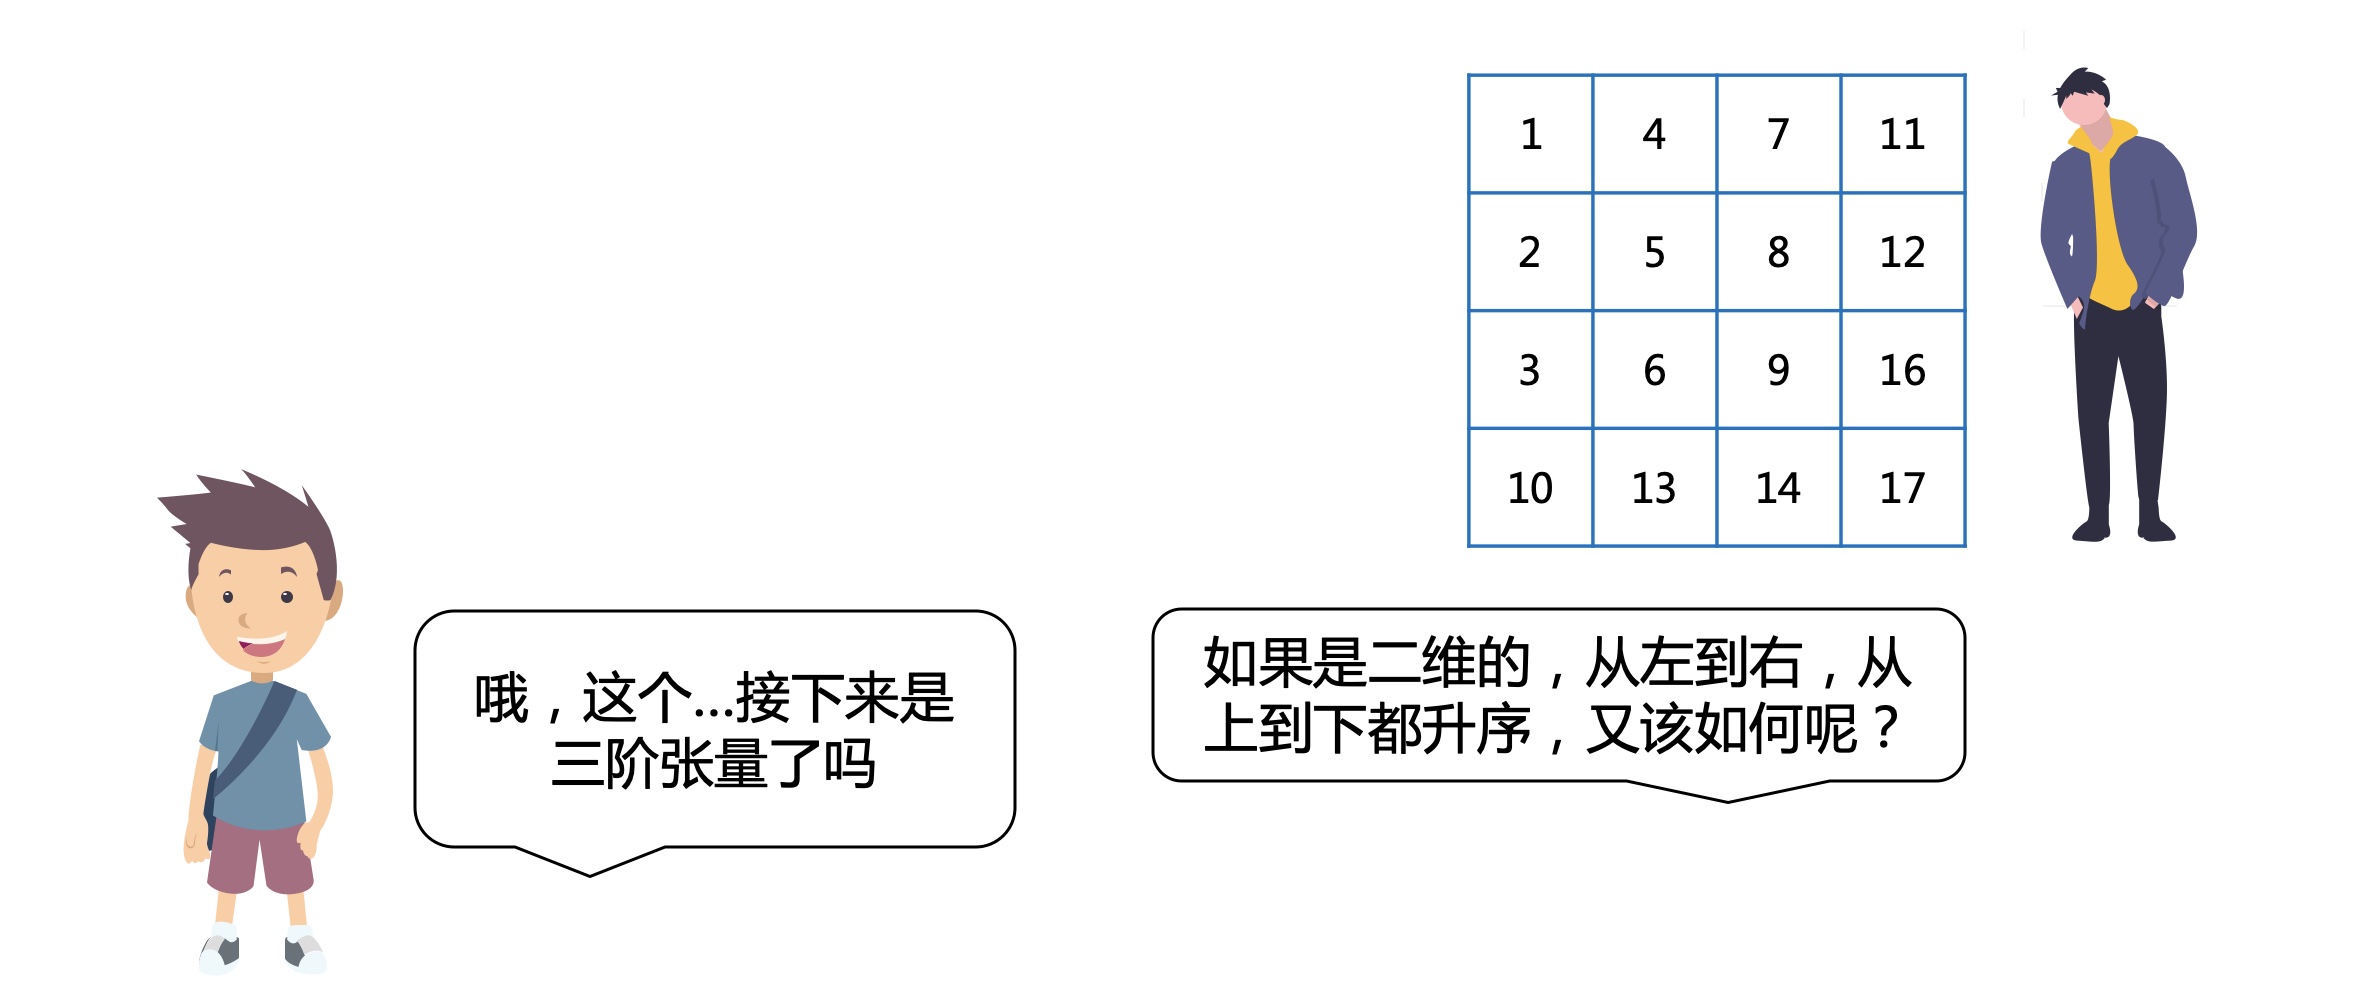 1 4 7 11
2 5 8 12
3 6 9 16
10 13 14 17
如果是二维的，从左到右，从
上到下都升序，又该如何呢？
哦，这个...接下来是
三阶张量了吗